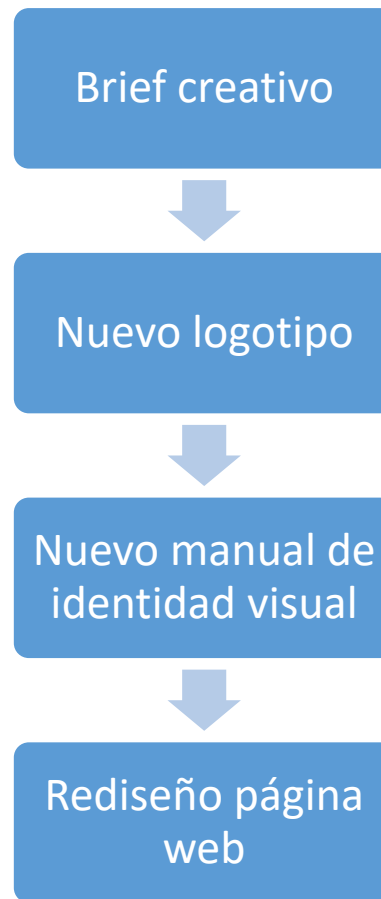 Brief creativo
Nuevo logotipo
Nuevo manual de
identidad visual
Rediseño página
web